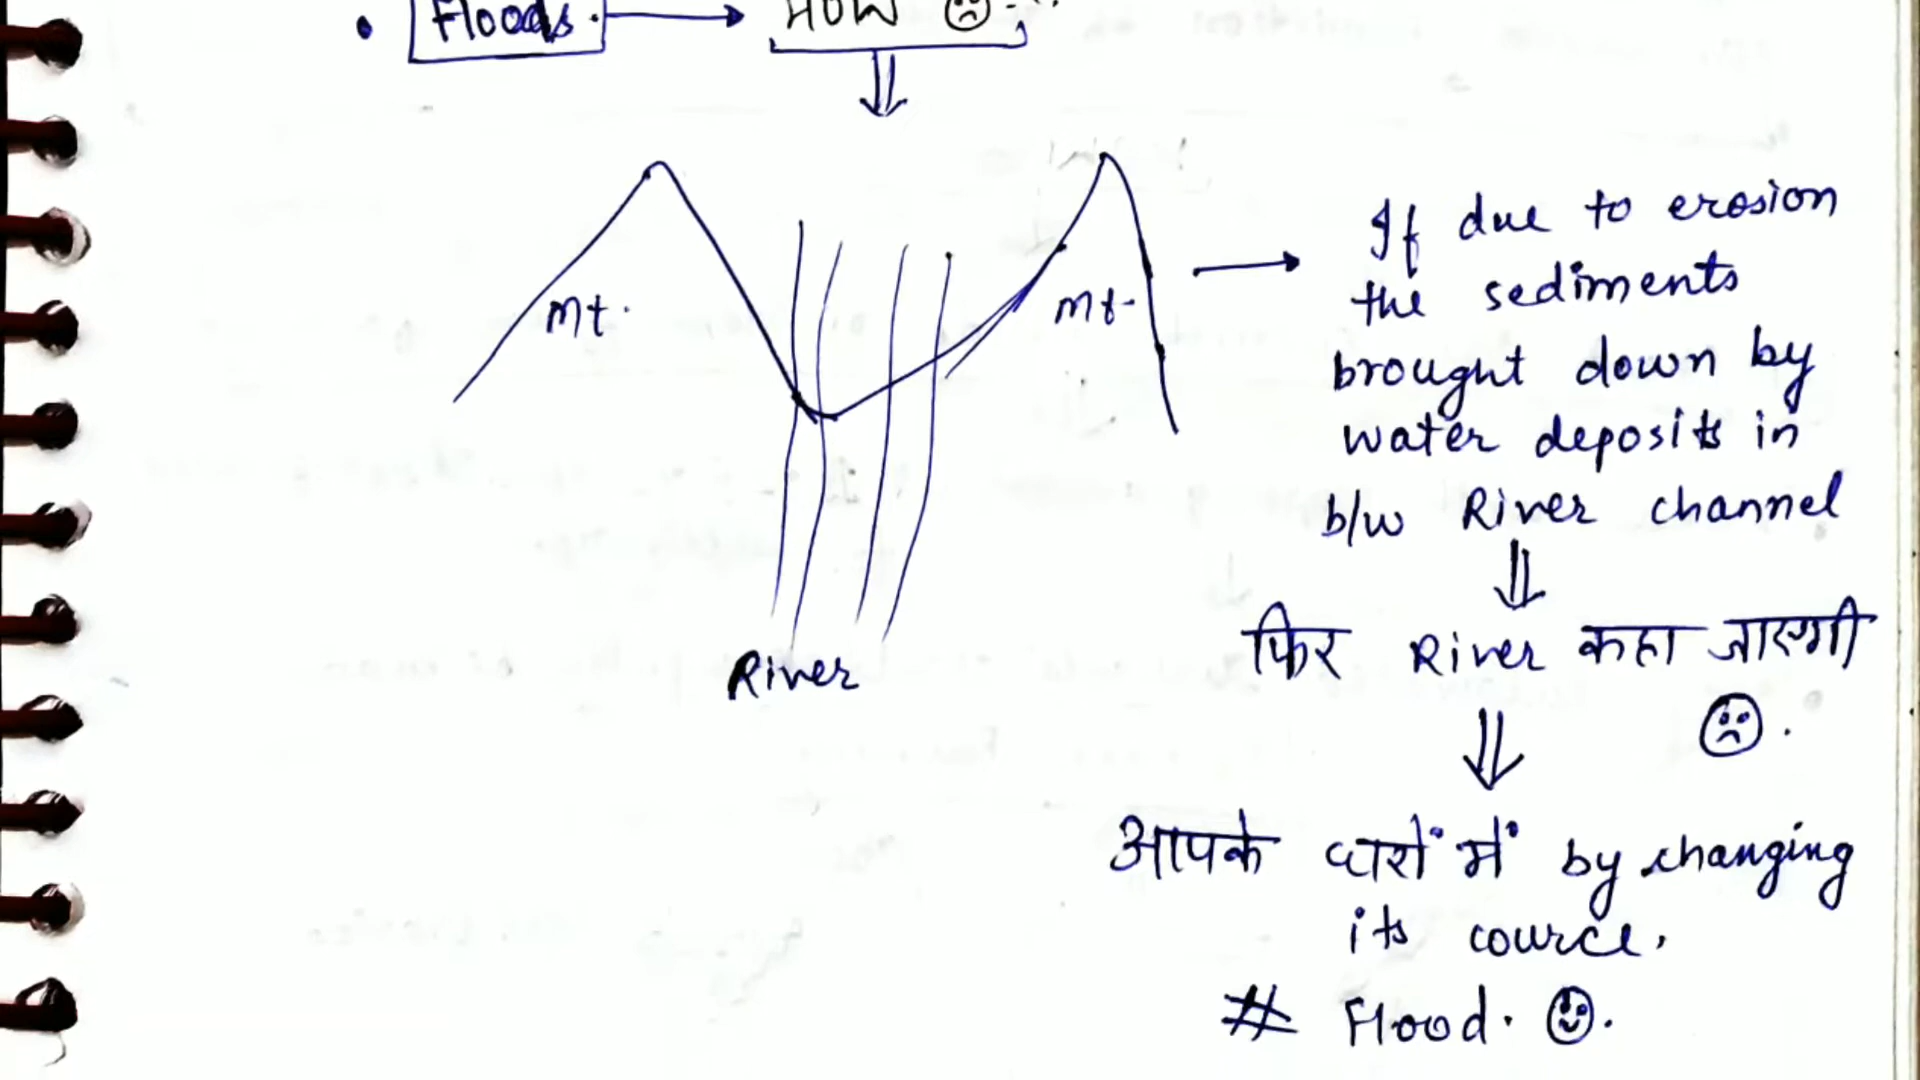 • Floods. → HOW ☹.
Mt.
Mt.
River
→ If due to erosion
the sediments
brought down by
water deposits in
b/w River channel
फिर River कहा जाएगी
☹.
आपके घारों में by changing
its cource.
# Flood. ☺.